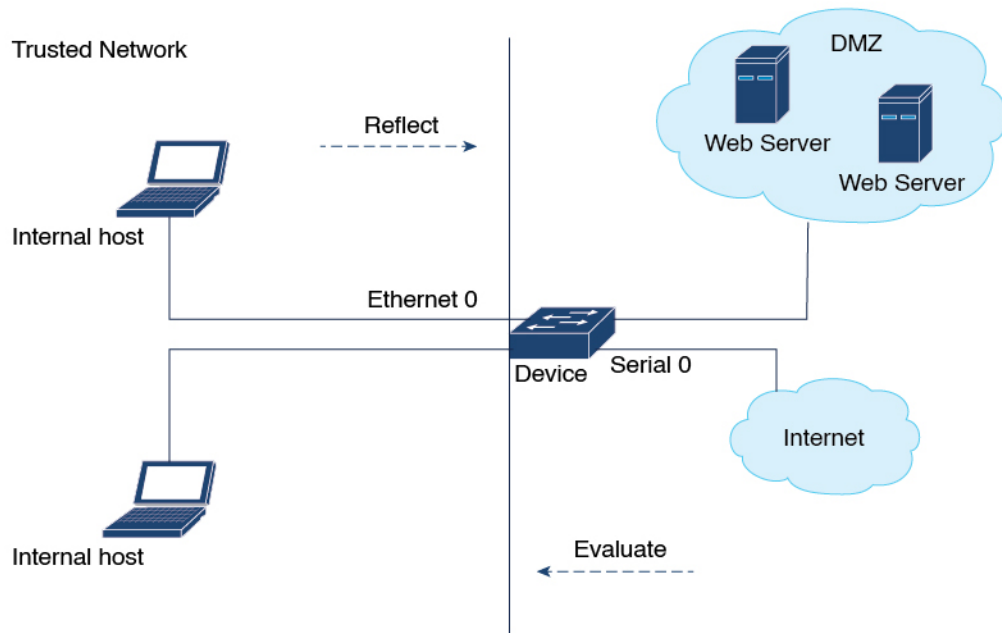 Trusted Network
DMZ
Reflect
Web Server
Web Server
Internal host
Ethernet 0
Device
Serial 0
Internet
Internal host
Evaluate